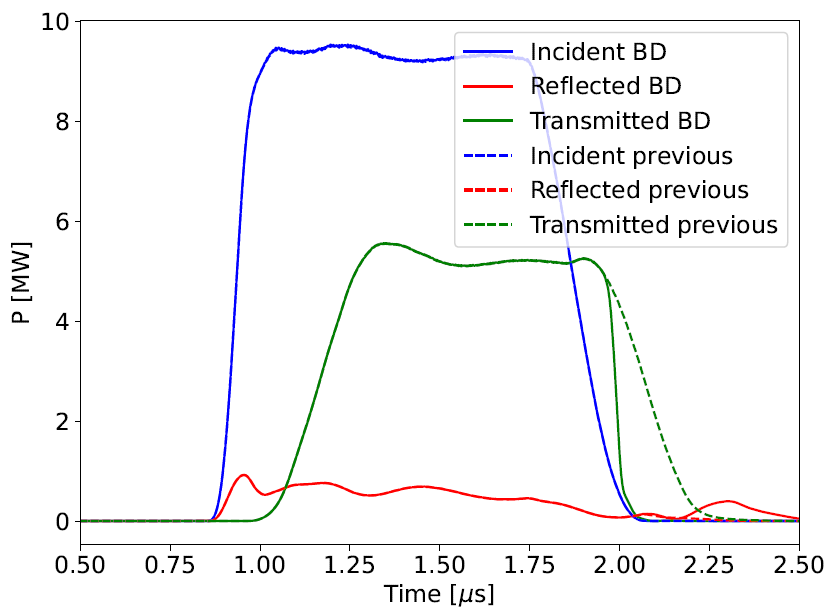 10
8
6
4
2
0
P [MW]
Incident BD
Reflected BD
Transmitted BD
Incident previous
Reflected previous
Transmitted previous
0.50 0.75 1.00 1.25 1.50 1.75 2.00 2.25 2.50
Time [μs]